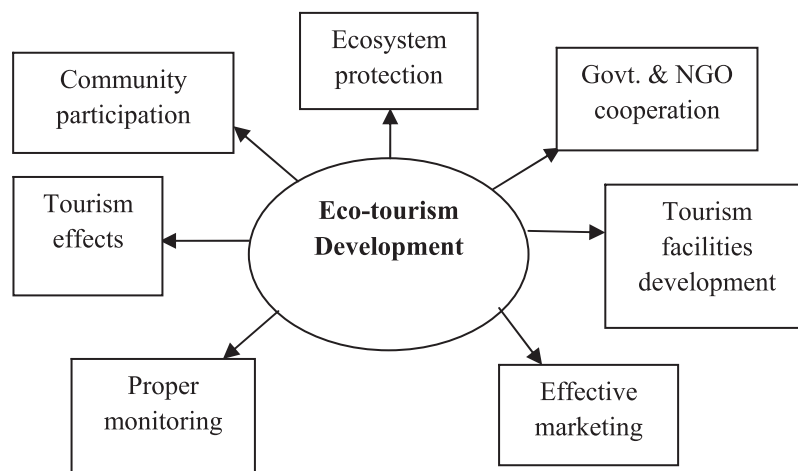 Ecosystem
protection
Govt. & NGO
cooperation
Community
participation
Tourism
effects
Eco-tourism
Development
Tourism
facilities
development
Proper
monitoring
Effective
marketing